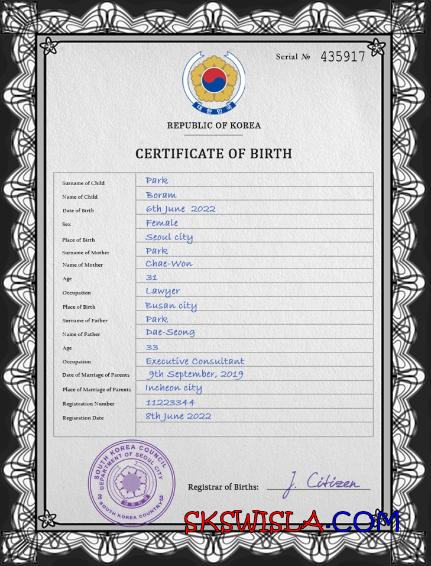 Serial № 435917
대한민국
REPUBLIC OF KOREA
CERTIFICATE OF BIRTH
Surname of Child Park
Name of Child Boram
Date of Birth 6th June 2022
Sex Female
Place of Birth Seoul city
Surname of Mother Park
Name of Mother Chae-Won
Age 31
Occupation Lawyer
Place of Birth Busan city
Surname of Father Park
Name of Father Dae-Seong
Age 33
Occupation Executive Consultant
Date of Marriage of Parents 9th September, 2019
Place of Marriage of Parents Incheon city
Registration Number 11223344
Registration Date 8th June 2022
SOUTH KOREA COUNCIL
DEPARTMENT OF SEOUL CITY
SOUTH KOREA COUNTRY
Registrar of Births: J. Citizen
SKSWISLA.COM